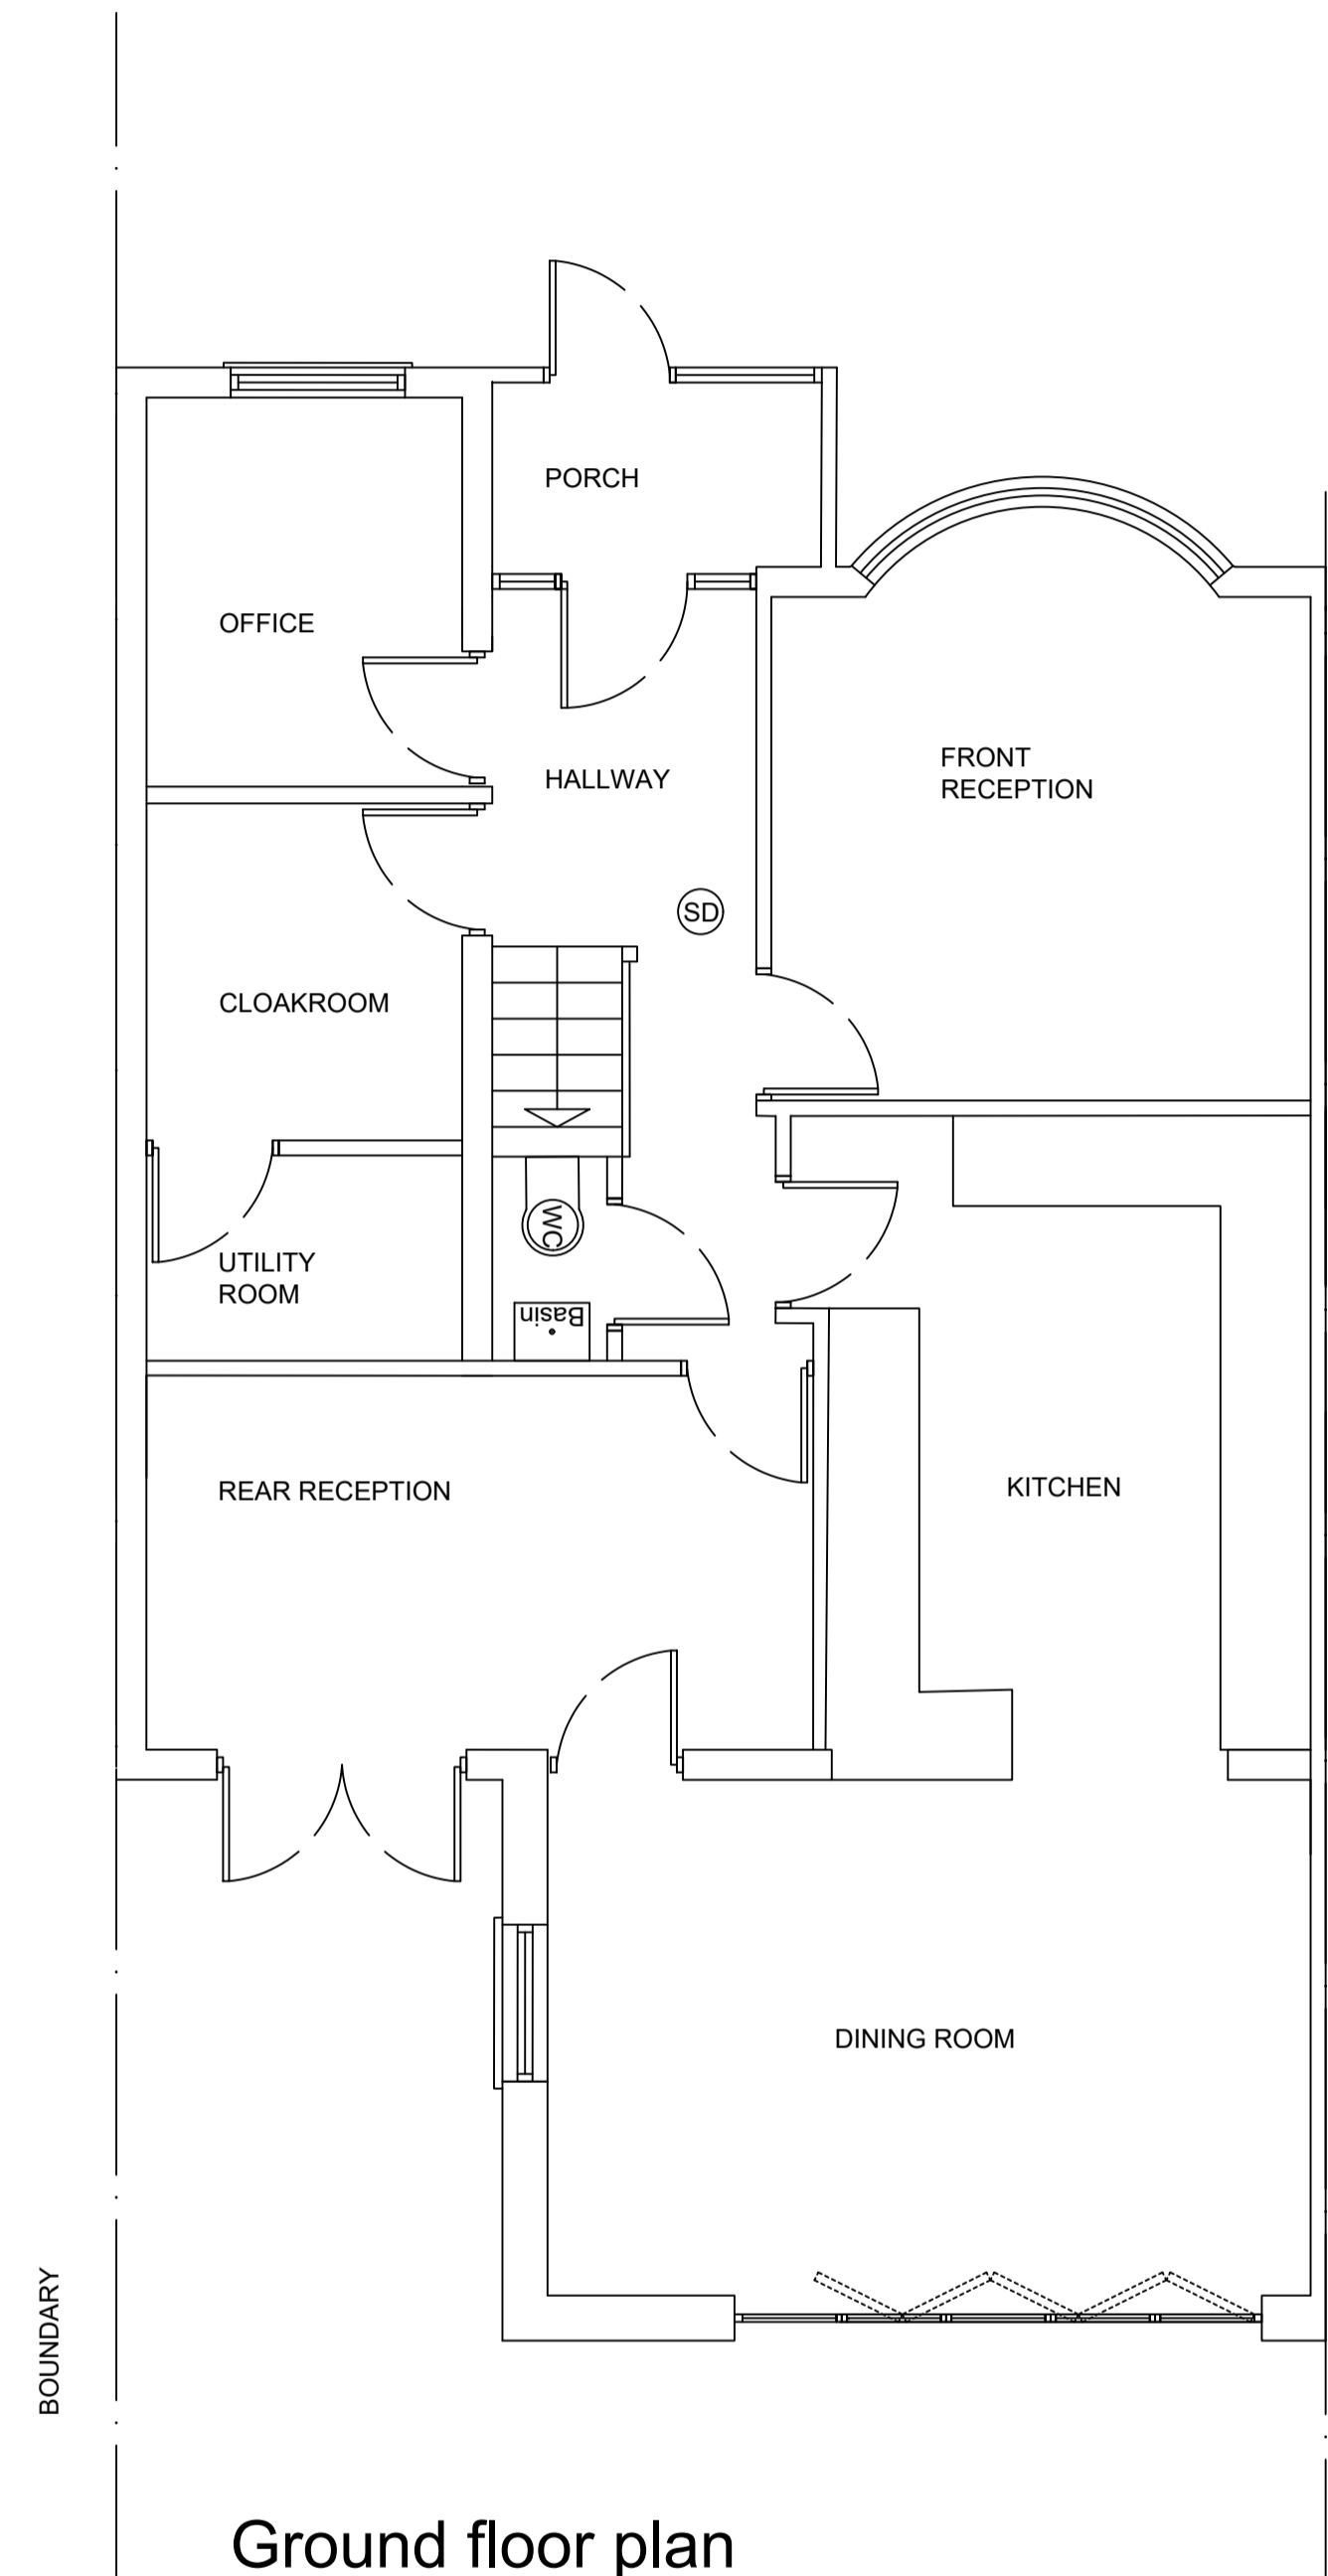 PORCH
OFFICE
FRONT
RECEPTION
HALLWAY
SD
CLOAKROOM
WC
UTILITY
ROOM
Basin
REAR RECEPTION
KITCHEN
DINING ROOM
BOUNDARY
Ground floor plan